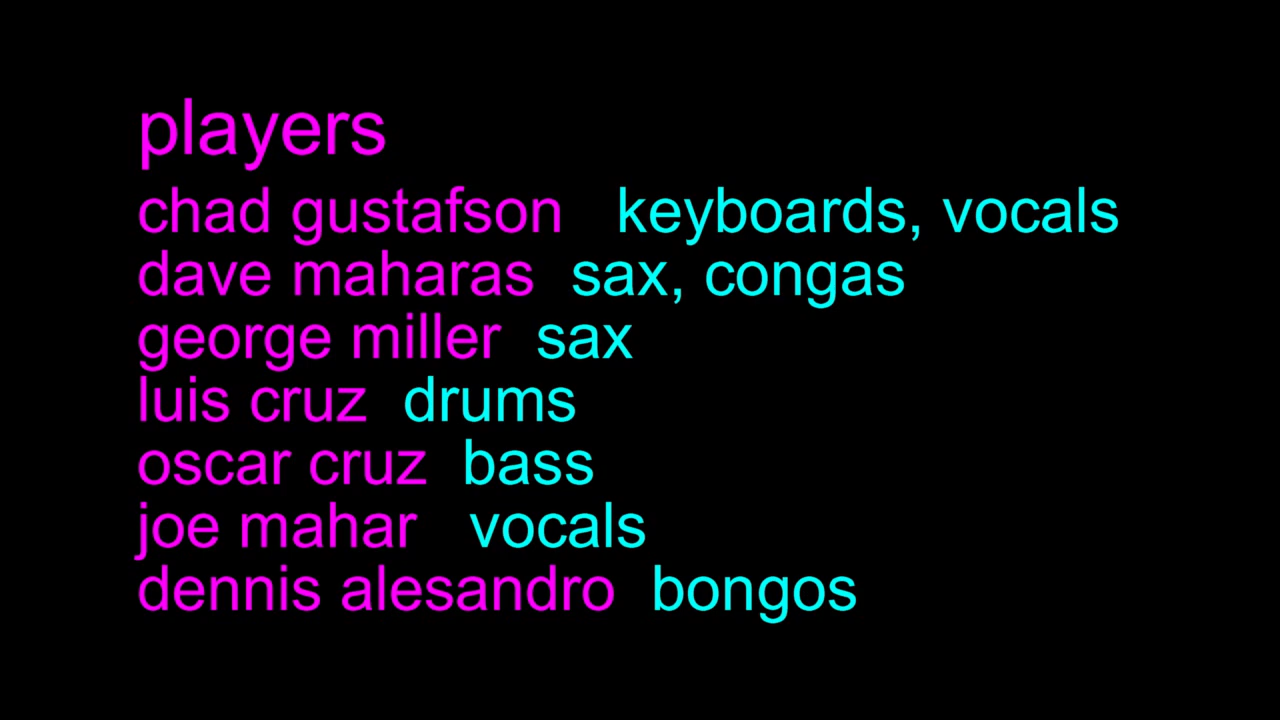 players
chad gustafson keyboards, vocals
dave maharas sax, congas
george miller sax
luis cruz drums
oscar cruz bass
joe mahar vocals
dennis alesandro bongos